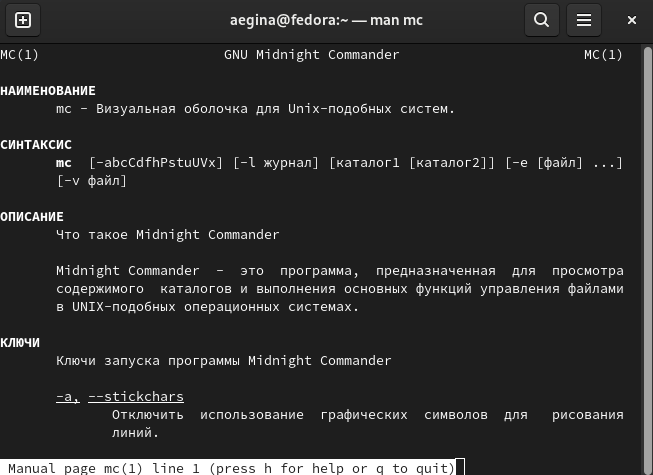 aegina@fedora:~ — man mc
MC(1) GNU Midnight Commander MC(1)
НАИМЕНОВАНИЕ
mc - Визуальная оболочка для Unix-подобных систем.
СИНТАКСИС
mc [-abcCdfhPstuUVx] [-l журнал] [каталог1 [каталог2]] [-e [файл] ...]
[-v файл]
ОПИСАНИЕ
Что такое Midnight Commander
Midnight Commander - это программа, предназначенная для просмотра
содержимого каталогов и выполнения основных функций управления файлами
в UNIX-подобных операционных системах.
КЛЮЧИ
Ключи запуска программы Midnight Commander
-a, --stickchars
Отключить использование графических символов для рисования
линий.
Manual page mc(1) line 1 (press h for help or q to quit)